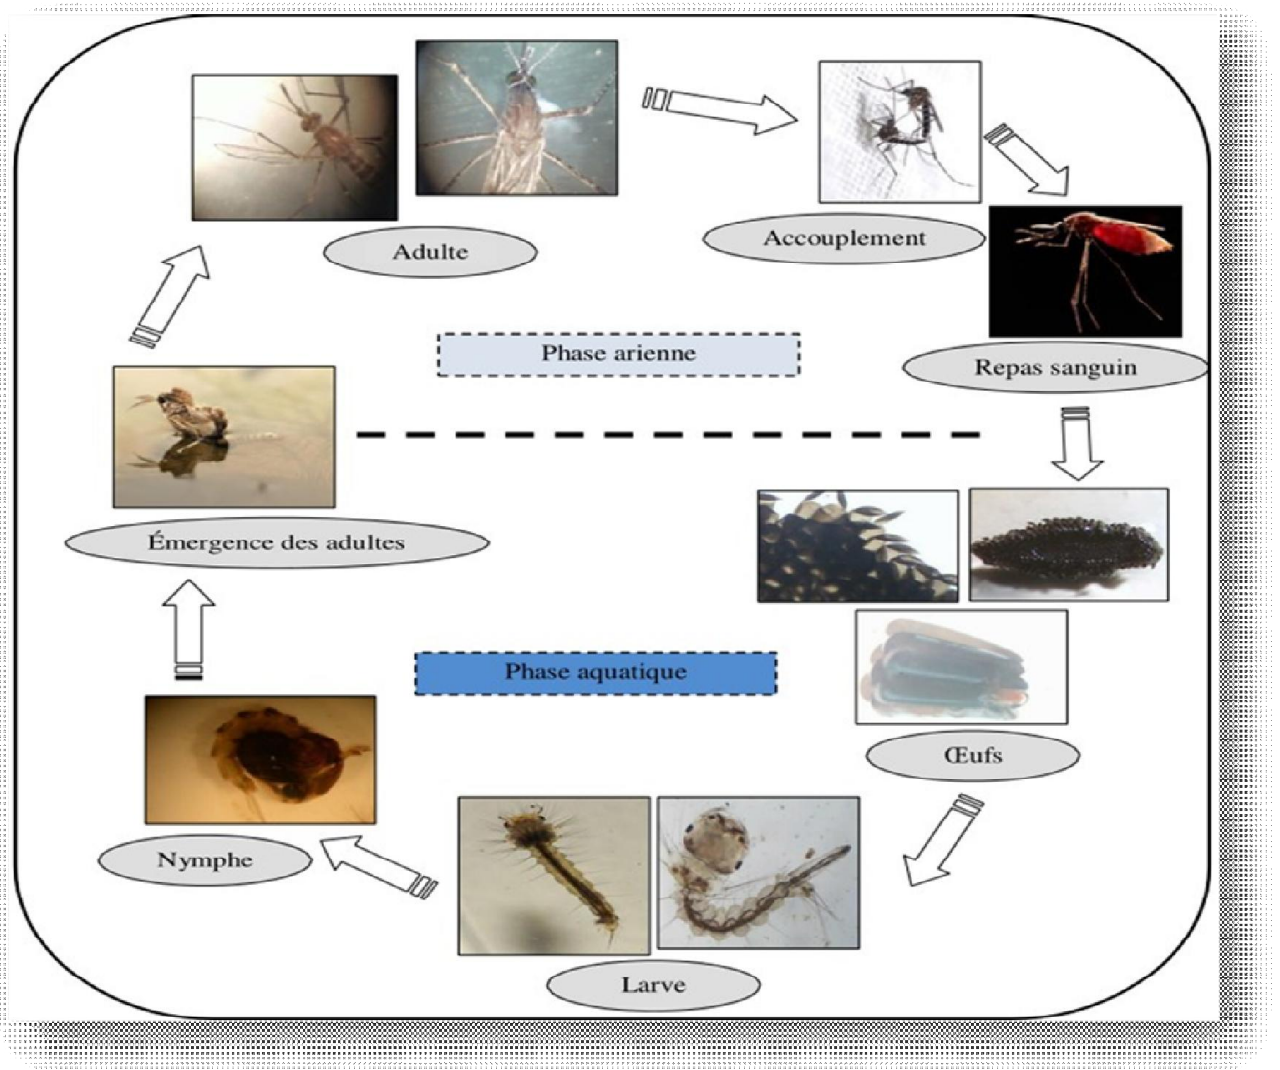 Adulte
Accouplement
Phase arienne
Repas sanguin
Émergence des adultes
Phase aquatique
Œufs
Nymphe
Larve